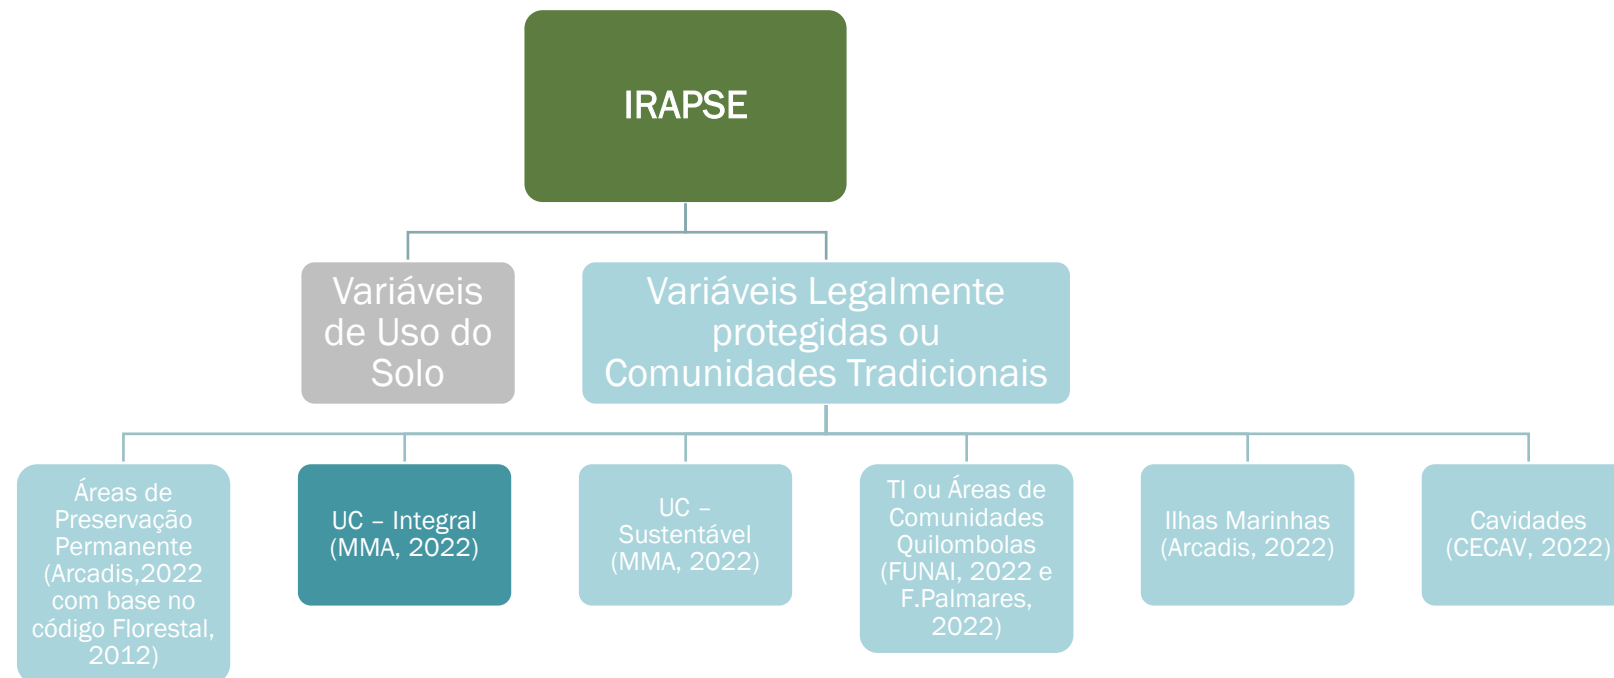 IRAPSE
Variáveis
de Uso do
Solo
Variáveis Legalmente
protegidas ou
Comunidades Tradicionais
Áreas de
Preservação
Permanente
(Arcadis,2022
com base no
código Florestal,
2012)
UC – Integral
(MMA, 2022)
UC –
Sustentável
(MMA, 2022)
TI ou Áreas de
Comunidades
Quilombolas
(FUNAI, 2022 e
F.Palmares,
2022)
Ilhas Marinhas
(Arcadis, 2022)
Cavidades
(CECAV, 2022)